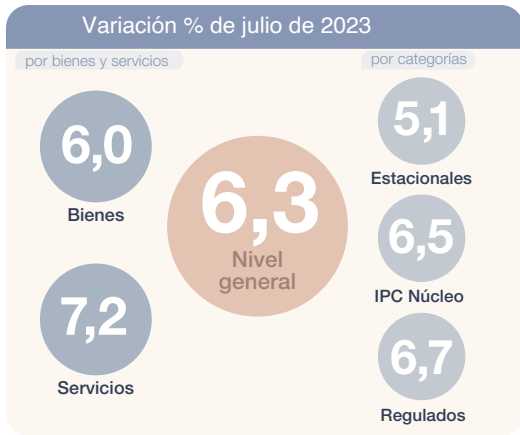 Variación % de julio de 2023
por bienes y servicios
por categorías
6,0
Bienes
7,2
Servicios
6,3
Nivel
general
5,1
Estacionales
6,5
IPC Núcleo
6,7
Regulados